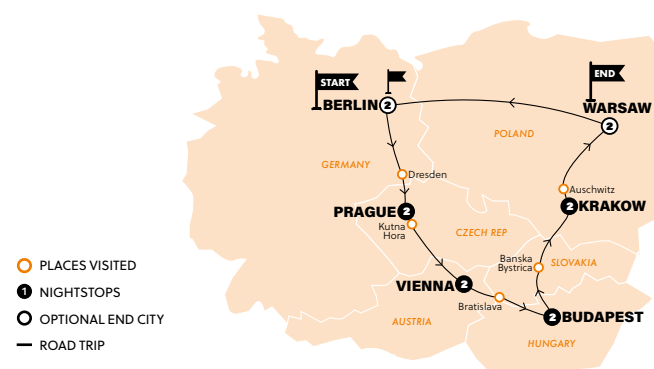 START
END
BERLIN 2
WARSAW
2
POLAND
GERMANY
Dresden
Auschwitz
PRAGUE 2
2 KRAKOW
Kutna
Hora
CZECH REP
Banska
Bystrica
SLOVAKIA
VIENNA 2
Bratislava
2 BUDAPEST
AUSTRIA
HUNGARY
PLACES VISITED
1 NIGHTSTOPS
OPTIONAL END CITY
ROAD TRIP